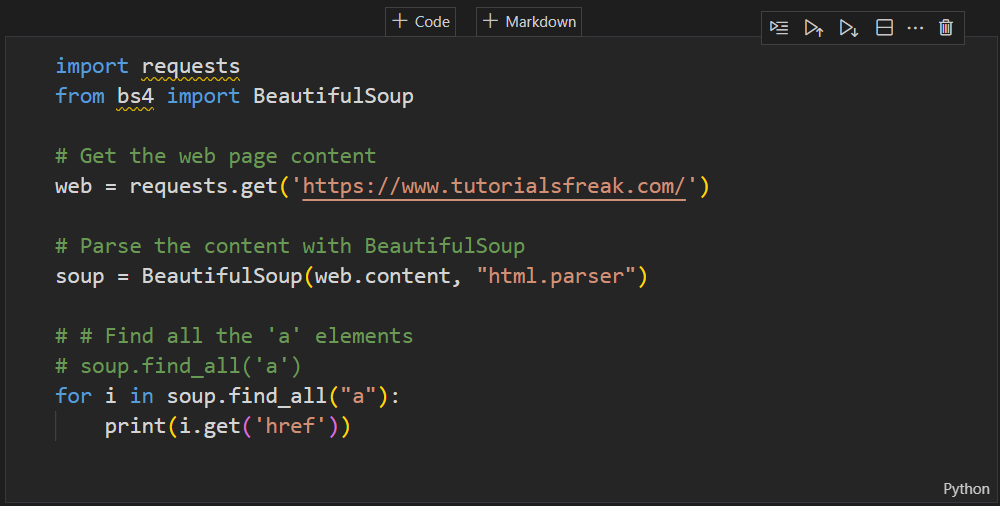 Code
Markdown
import requests
from bs4 import BeautifulSoup
# Get the web page content
web = requests.get('https://www.tutorialsfreak.com/')
# Parse the content with BeautifulSoup
soup = BeautifulSoup(web.content, "html.parser")
# # Find all the 'a' elements
# soup.find_all('a')
for i in soup.find_all("a"):
    print(i.get('href'))
Python